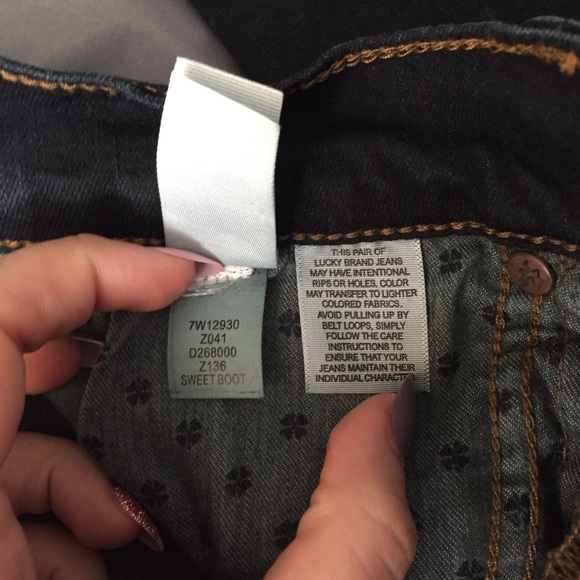 7W12930
Z041
D268000
Z136
SWEET BOOT
THIS PAIR OF
LUCKY BRAND JEANS
MAY HAVE INTENTIONAL
RIPS OR HOLES. COLOR
MAY TRANSFER TO LIGHTER
COLORED FABRICS.
AVOID PULLING UP BY
BELT LOOPS, SIMPLY
FOLLOW THE CARE
INSTRUCTIONS TO
ENSURE THAT YOUR
JEANS MAINTAIN THEIR
INDIVIDUAL CHARACTER